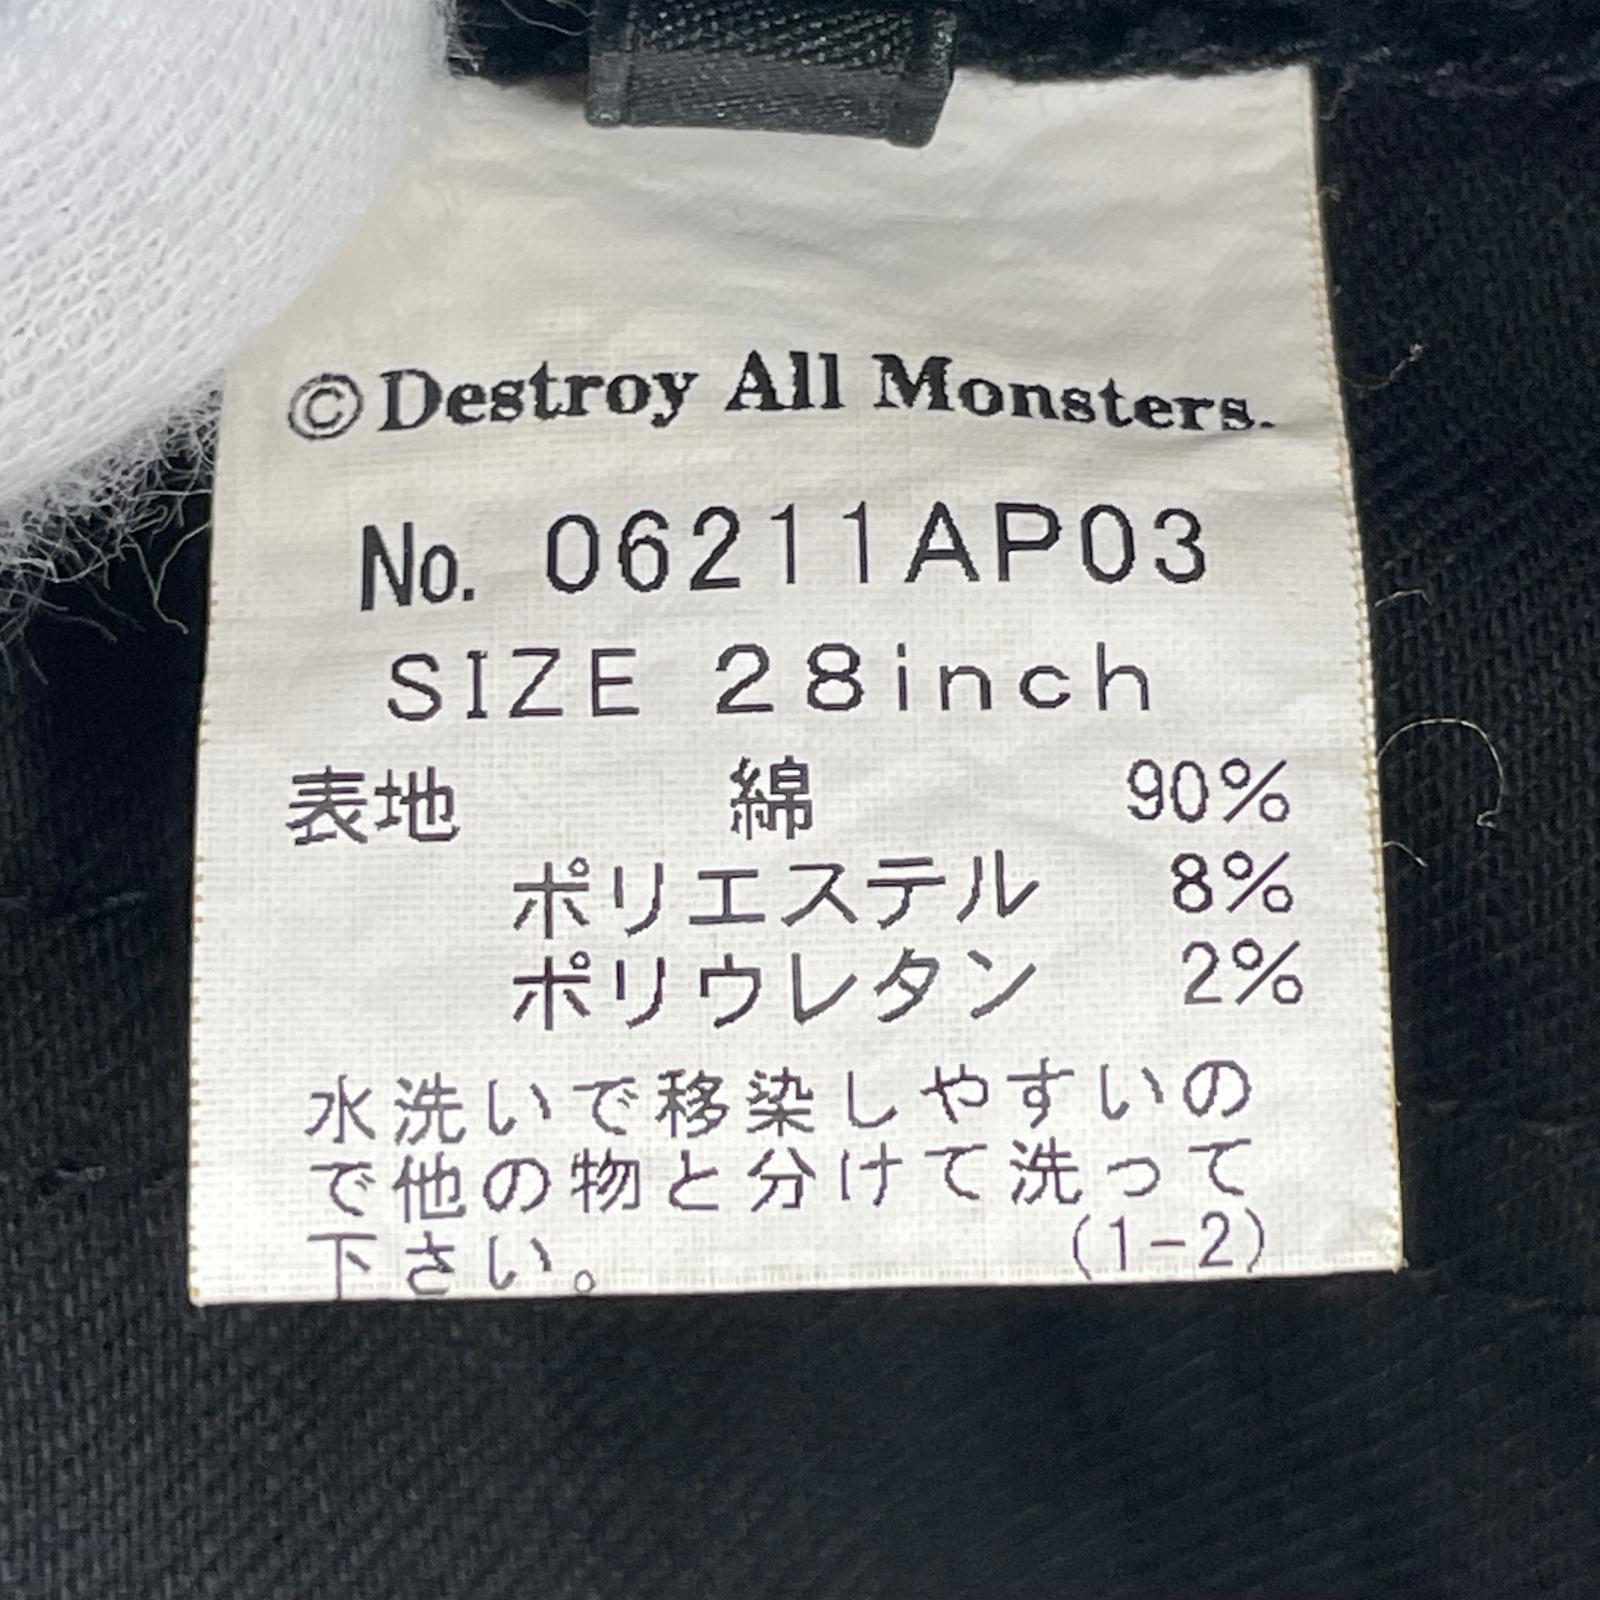 ©Destroy All Monsters.
No. 06211AP03
SIZE 28inch
表地 綿 90%
ポリエステル 8%
ポリウレタン 2%
水洗いで移染しやすいの
で他の物と分けて洗って
下さい。 (1-2)